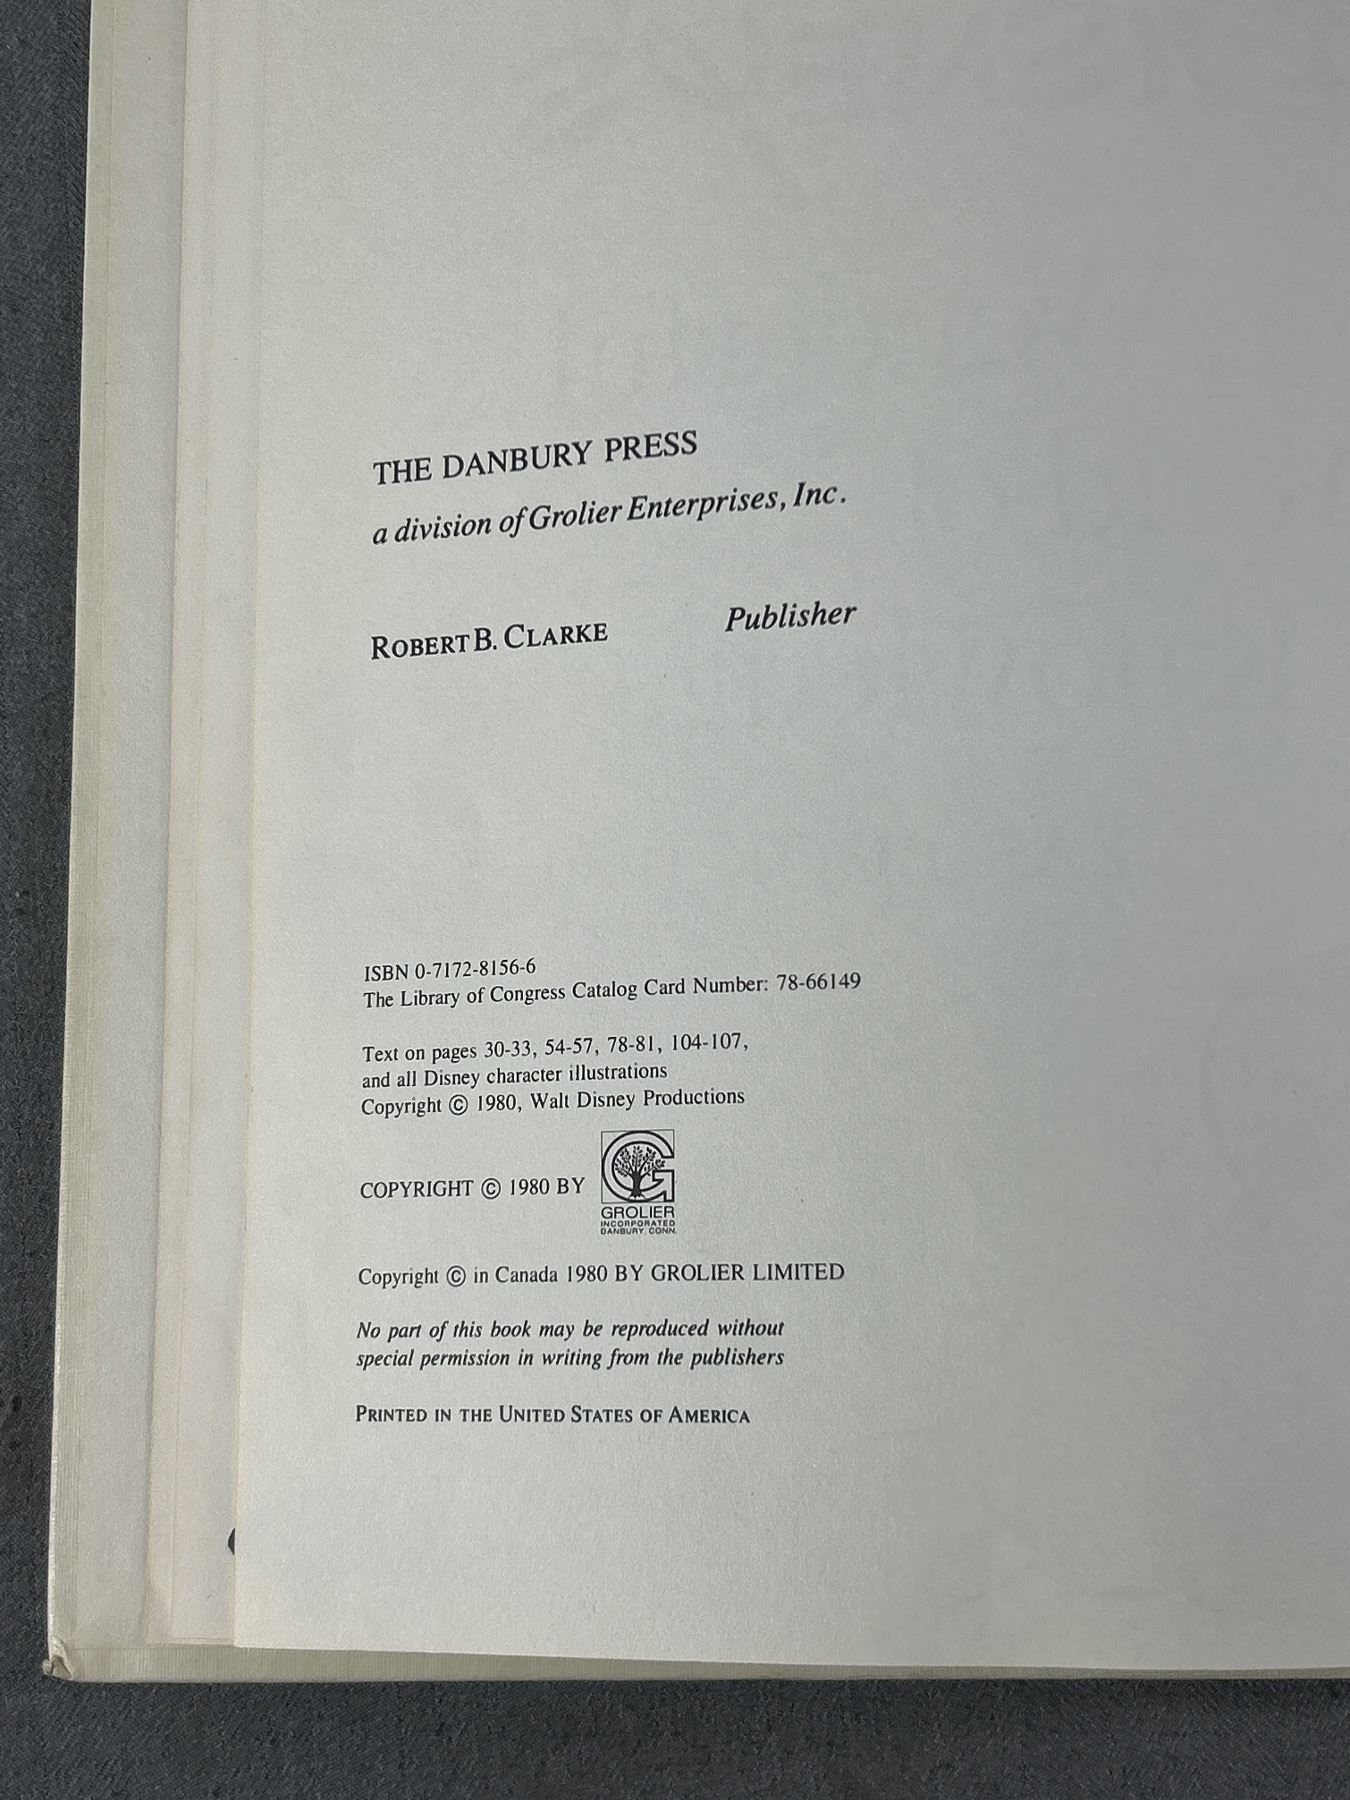 THE DANBURY PRESS
a division of Grolier Enterprises, Inc.
ROBERT B. CLARKE Publisher
ISBN 0-7172-8156-6
The Library of Congress Catalog Card Number: 78-66149
Text on pages 30-33, 54-57, 78-81, 104-107,
and all Disney character illustrations
Copyright © 1980, Walt Disney Productions
COPYRIGHT © 1980 BY
GROLIER
INCORPORATED
DANBURY, CONN.
Copyright © in Canada 1980 BY GROLIER LIMITED
No part of this book may be reproduced without
special permission in writing from the publishers
PRINTED IN THE UNITED STATES OF AMERICA